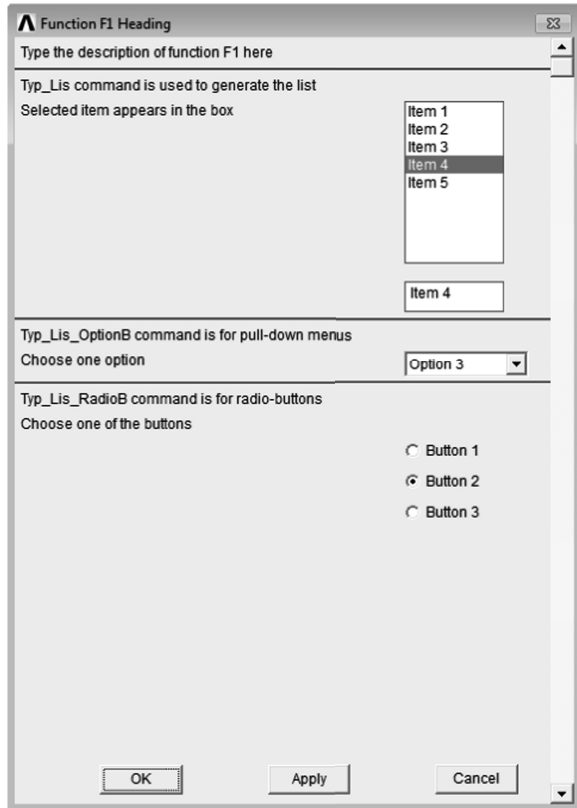 Function F1 Heading
Type the description of function F1 here
Typ_Lis command is used to generate the list
Selected item appears in the box
Item 1
Item 2
Item 3
Item 4
Item 5
Item 4
Typ_Lis_OptionB command is for pull-down menus
Choose one option
Option 3
Typ_Lis_RadioB command is for radio-buttons
Choose one of the buttons
Button 1
Button 2
Button 3
OK Apply Cancel